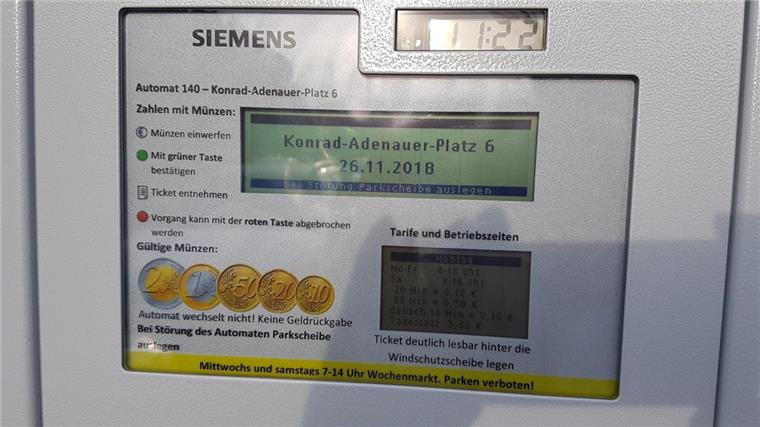 SIEMENS
11:22
Automat 140 – Konrad-Adenauer-Platz 6
Zahlen mit Münzen:
Münzen einwerfen
Mit grüner Taste
bestätigen
Ticket entnehmen
Vorgang kann mit der roten Taste abgebrochen
werden
Gültige Münzen:
2 1 50 20 10
Automat wechselt nicht! Keine Geldrückgabe
Bei Störung des Automaten Parkscheibe
auslegen
Konrad-Adenauer-Platz 6
26.11.2018
Bei Störung Parkscheibe auslegen
Tarife und Betriebszeiten
Montag
Mo-Fr 8-18 Uhr
Sa 8-16 Uhr
20 Min = 0,10 €
50 Min = 0,50 €
danach 10 Min = 0,10 €
Tagessatz 3,50 €
Ticket deutlich lesbar hinter die
Windschutzscheibe legen
Mittwochs und samstags 7-14 Uhr Wochenmarkt. Parken verboten!